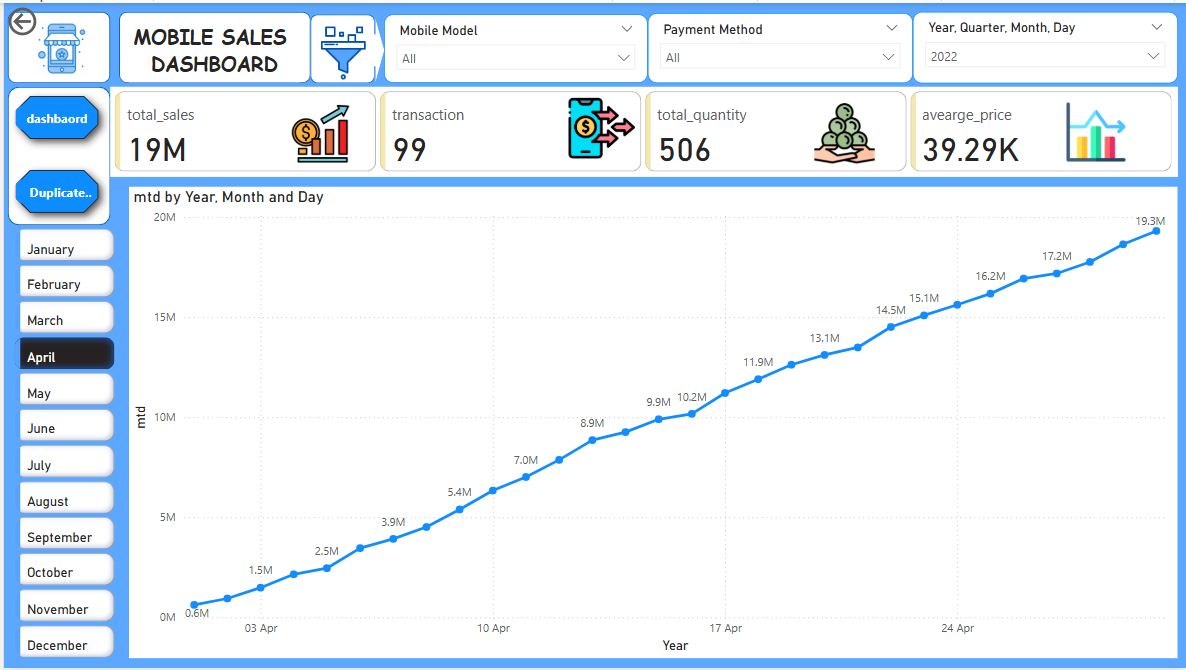 MOBILE SALES
DASHBOARD
Mobile Model
All
Payment Method
All
Year, Quarter, Month, Day
2022
dashbaord
Duplicate..
total_sales
19M
transaction
99
total_quantity
506
avearge_price
39.29K
January
February
March
April
May
June
July
August
September
October
November
December
mtd by Year, Month and Day
20M
15M
10M
5M
0M
mtd
0.6M
1.5M
2.5M
3.9M
5.4M
7.0M
8.9M
9.9M
10.2M
11.9M
13.1M
14.5M
15.1M
16.2M
17.2M
19.3M
03 Apr
10 Apr
17 Apr
24 Apr
Year